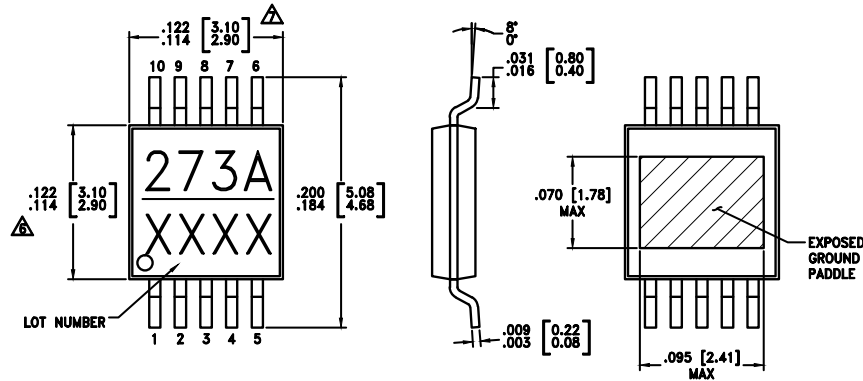 .122 [3.10]
.114 [2.90]
7
10 9 8 7 6
273A
XXXX
.122 [3.10]
.114 [2.90]
6
.200 [5.08]
.184 [4.68]
LOT NUMBER
1 2 3 4 5
8°
0°
.031 [0.80]
.016 [0.40]
.009 [0.22]
.003 [0.08]
.070 [1.78]
MAX
EXPOSED
GROUND
PADDLE
.095 [2.41]
MAX